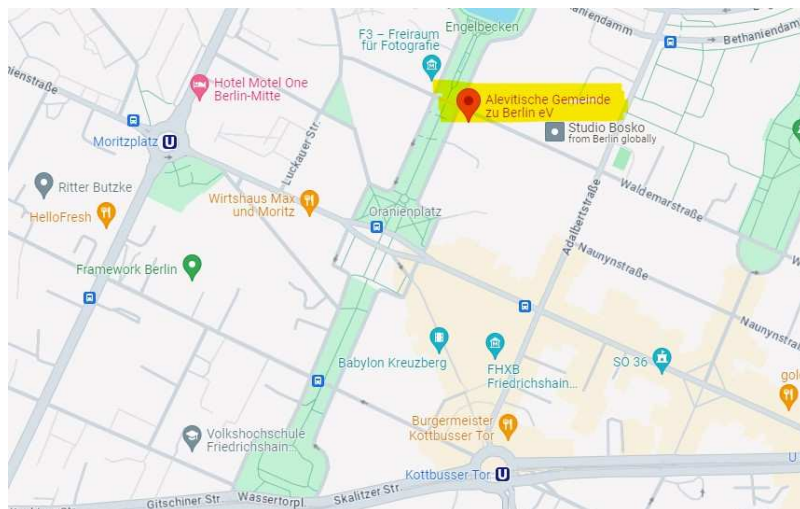 Engelbecken
Bethaniendamm
Bethaniendamm
F3 – Freiraum
für Fotografie
Hotel Motel One
Berlin-Mitte
Alevitische Gemeinde
zu Berlin eV
Studio Bosko
from Berlin globally
Moritzplatz U
Luckauer Str.
Ritter Butzke
HelloFresh
Wirtshaus Max
und Moritz
Oranienplatz
Waldemarstraße
Adalbertstraße
Naunynstraße
Framework Berlin
Babylon Kreuzberg
FHXB
Friedrichshain...
SO 36
Burgermeister
Kottbusser Tor
Volkshochschule
Friedrichshain...
Kottbusser Tor U
U
Gitschiner Str.
Wassertorpl.
Skalitzer Str.